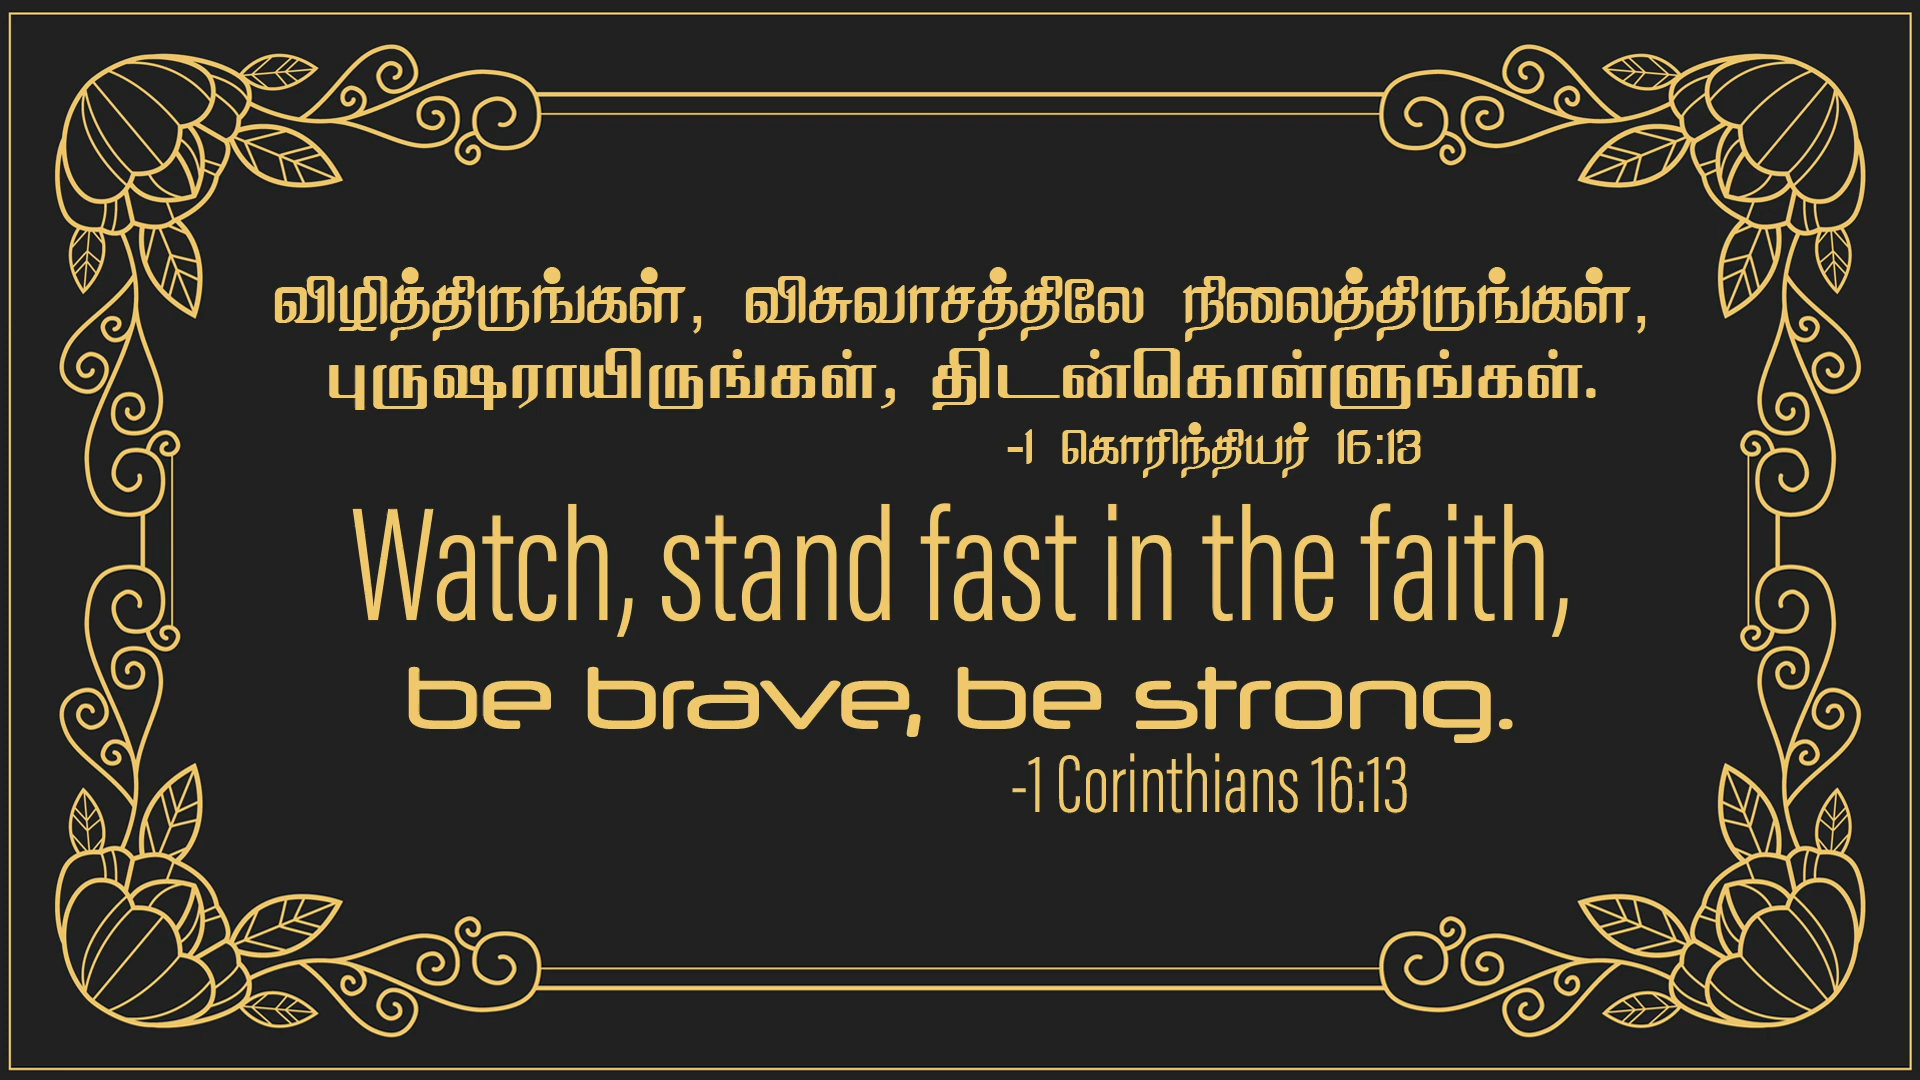 விழித்திருங்கள், விசுவாசத்திலே நிலைத்திருங்கள்,
புருஷராயிருங்கள், திடன்கொள்ளுங்கள்.
-1 கொரிந்தியர் 16:13
Watch, stand fast in the faith,
be brave, be strong.
-1 Corinthians 16:13